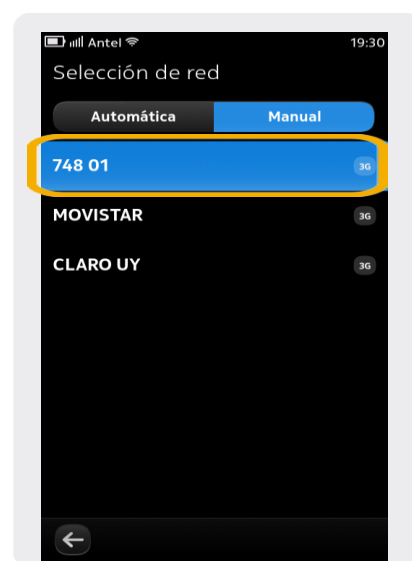 Antel 19:30
Selección de red
Automática Manual
748 01 3G
MOVISTAR 3G
CLARO UY 3G